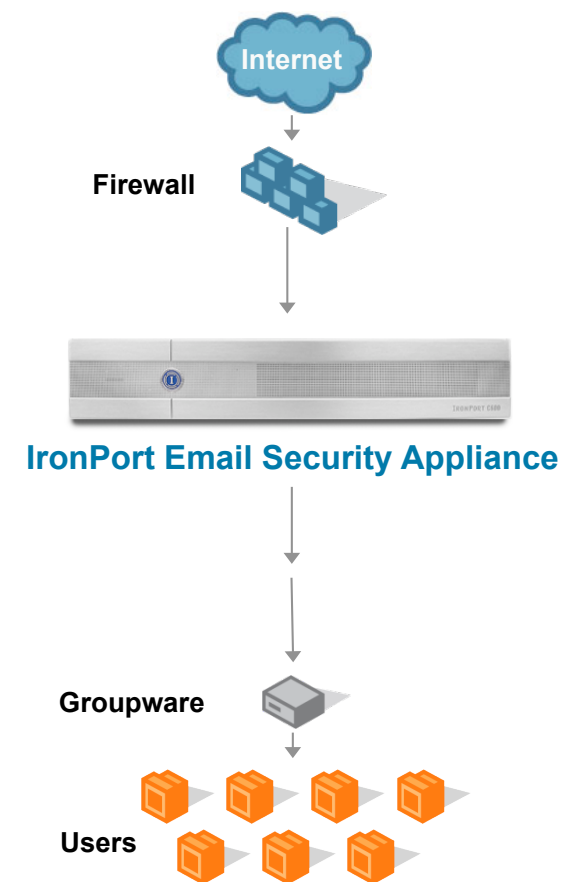 Internet
Firewall
IronPort Email Security Appliance
Groupware
Users